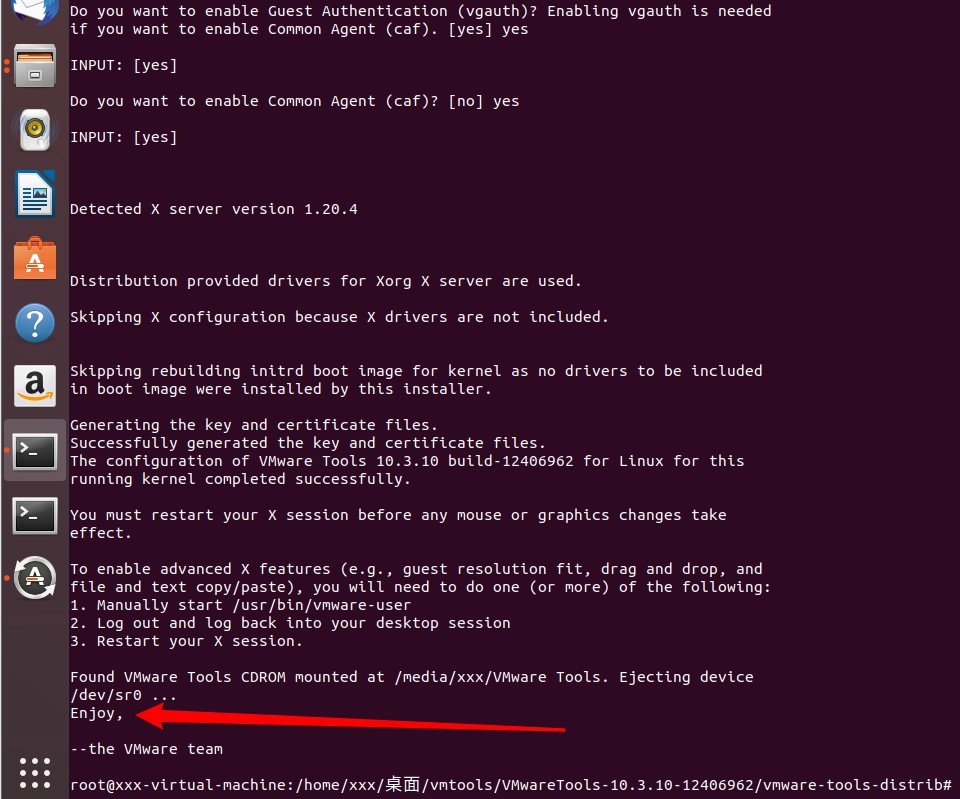 Do you want to enable Guest Authentication (vgauth)? Enabling vgauth is needed
if you want to enable Common Agent (caf). [yes] yes
INPUT: [yes]
Do you want to enable Common Agent (caf)? [no] yes
INPUT: [yes]
Detected X server version 1.20.4
Distribution provided drivers for Xorg X server are used.
Skipping X configuration because X drivers are not included.
Skipping rebuilding initrd boot image for kernel as no drivers to be included
in boot image were installed by this installer.
Generating the key and certificate files.
Successfully generated the key and certificate files.
The configuration of VMware Tools 10.3.10 build-12406962 for Linux for this
running kernel completed successfully.
You must restart your X session before any mouse or graphics changes take
effect.
To enable advanced X features (e.g., guest resolution fit, drag and drop, and
file and text copy/paste), you will need to do one (or more) of the following:
1. Manually start /usr/bin/vmware-user
2. Log out and log back into your desktop session
3. Restart your X session.
Found VMware Tools CDROM mounted at /media/xxx/VMware Tools. Ejecting device
/dev/sr0 ...
Enjoy,
--the VMware team
root@xxx-virtual-machine:/home/xxx/桌面/vmtools/VMwareTools-10.3.10-12406962/vmware-tools-distrib#